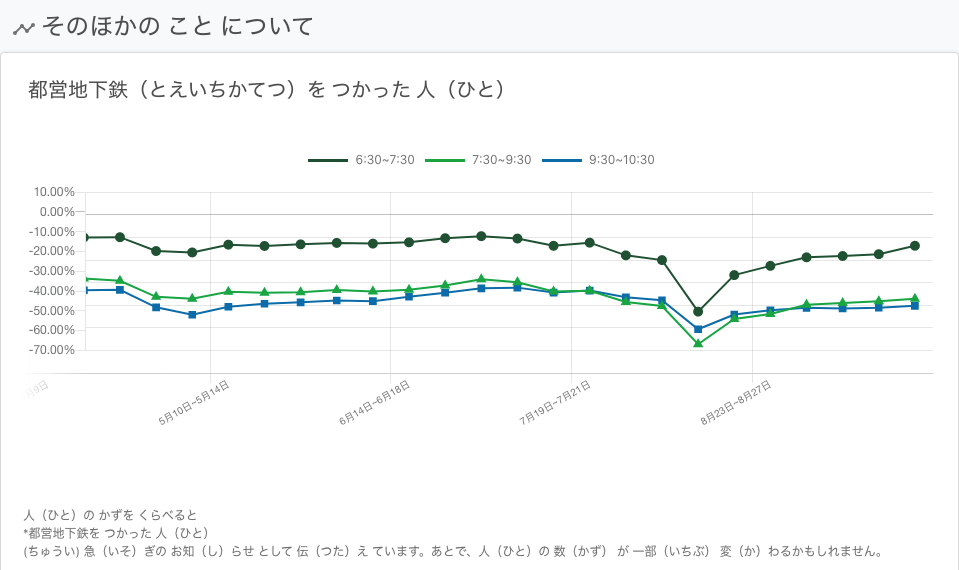 そのほかの こと について
都営地下鉄（とえいちかてつ）を つかった 人（ひと）
6:30~7:30 7:30~9:30 9:30~10:30
10.00%
0.00%
-10.00%
-20.00%
-30.00%
-40.00%
-50.00%
-60.00%
-70.00%
月9日 5月10日~5月14日 6月14日~6月18日 7月19日~7月21日 8月23日~8月27日
人（ひと）の かずを くらべると
*都営地下鉄を つかった 人（ひと）
(ちゅうい) 急（いそ）ぎの お知（し）らせ として 伝（つた）え ています。あとで、人（ひと）の 数（かず） が 一部（いちぶ） 変（か）わるかもしれません。